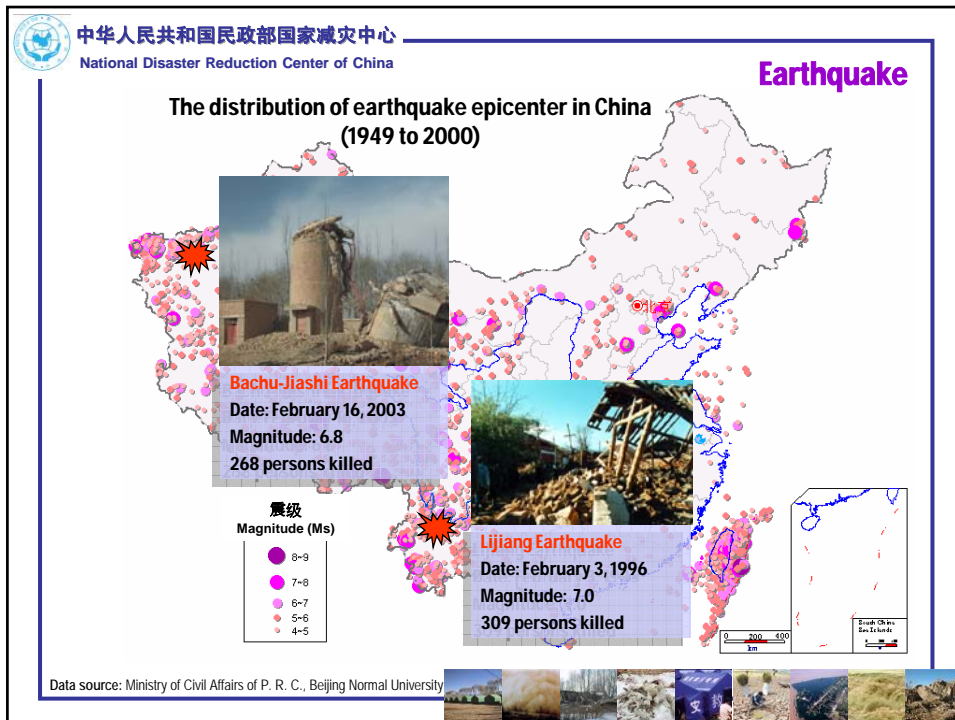 中华人民共和国民政部国家减灾中心
National Disaster Reduction Center of China
Earthquake
The distribution of earthquake epicenter in China
(1949 to 2000)
北京
Bachu-Jiashi Earthquake
Date: February 16, 2003
Magnitude: 6.8
268 persons killed
震级
Magnitude (Ms)
8~9
7~8
6~7
5~6
4~5
Lijiang Earthquake
Date: February 3, 1996
Magnitude: 7.0
309 persons killed
0 200 400
km
South China
Sea Islands
Data source: Ministry of Civil Affairs of P. R. C., Beijing Normal University